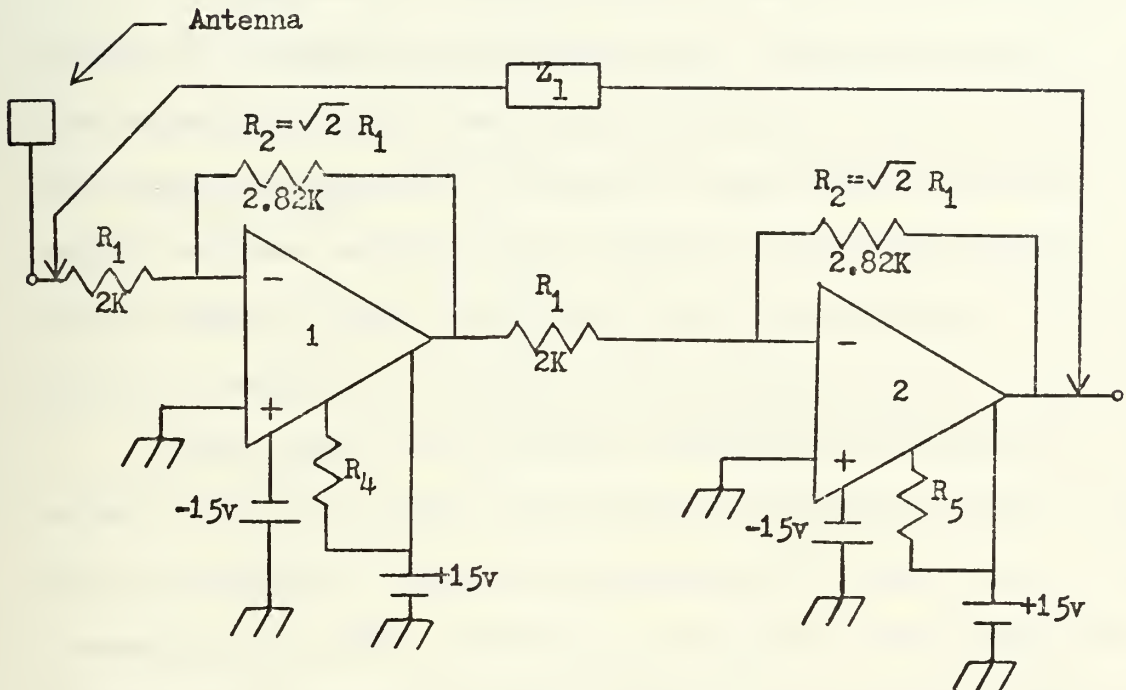 Antenna
Z1
R2=√2 R1
2.82K
R2=√2 R1
2.82K
R1
2K
-
+
1
R1
2K
-
+
2
R4
-15v
+15v
R5
-15v
+15v